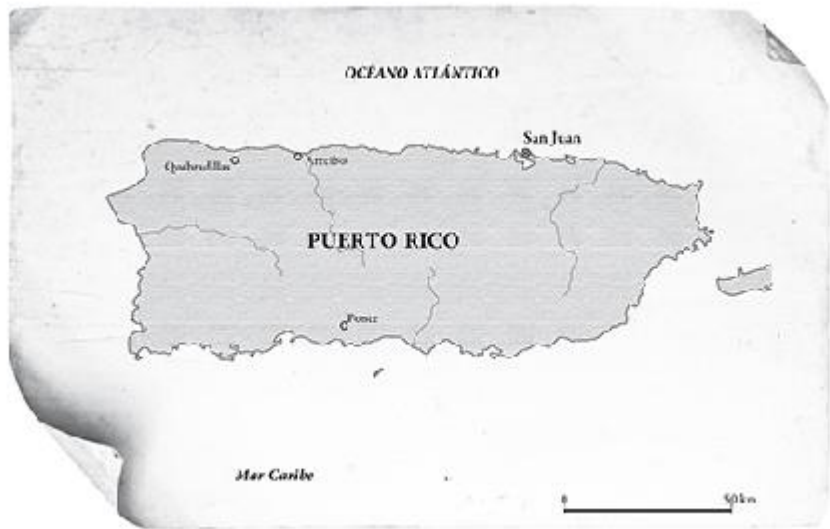 OCÉANO ATLÁNTICO
San Juan
Quebradillas
Arecibo
PUERTO RICO
Ponce
Mar Caribe
0 50 km